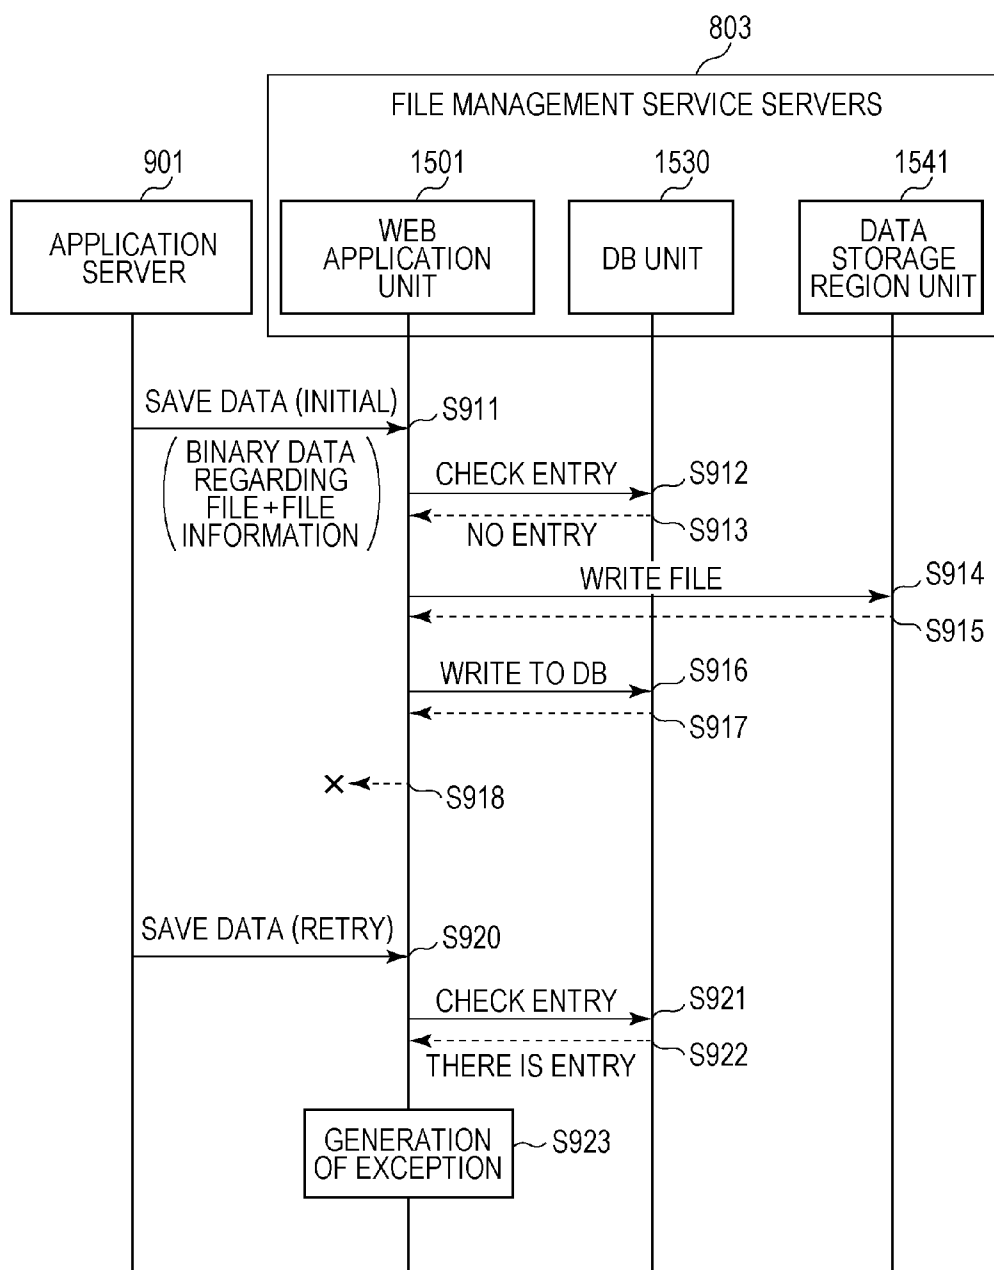 803
FILE MANAGEMENT SERVICE SERVERS
901
1501
1530
1541
APPLICATION
SERVER
WEB
APPLICATION
UNIT
DB UNIT
DATA
STORAGE
REGION UNIT
SAVE DATA (INITIAL)
S911
(BINARY DATA
REGARDING
FILE+FILE
INFORMATION)
CHECK ENTRY
S912
NO ENTRY
S913
WRITE FILE
S914
S915
WRITE TO DB
S916
S917
×
S918
SAVE DATA (RETRY)
S920
CHECK ENTRY
S921
S922
THERE IS ENTRY
GENERATION
OF EXCEPTION
S923